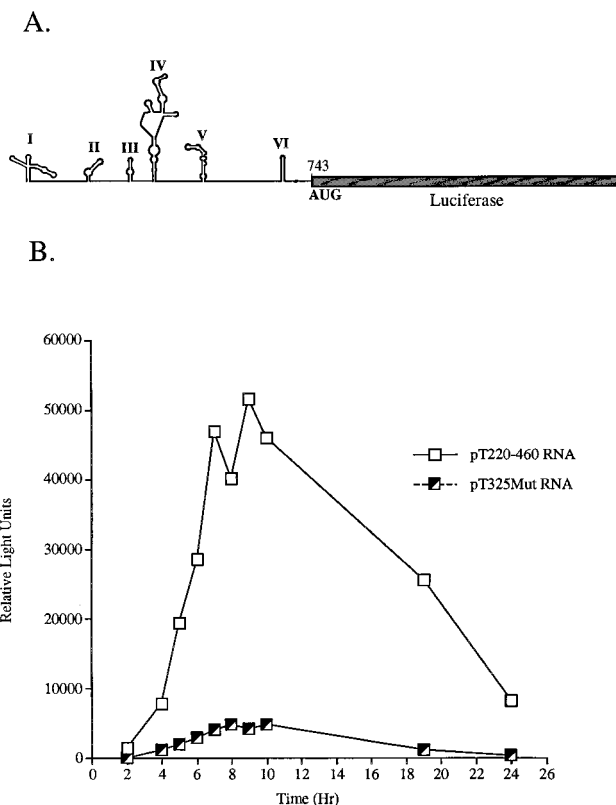 A.
IV
I
II
III
V
VI
743
AUG
Luciferase
B.
60000
50000
40000
30000
20000
10000
0
Relative Light Units
pT220-460 RNA
pT325Mut RNA
0 2 4 6 8 10 12 14 16 18 20 22 24 26
Time (Hr)